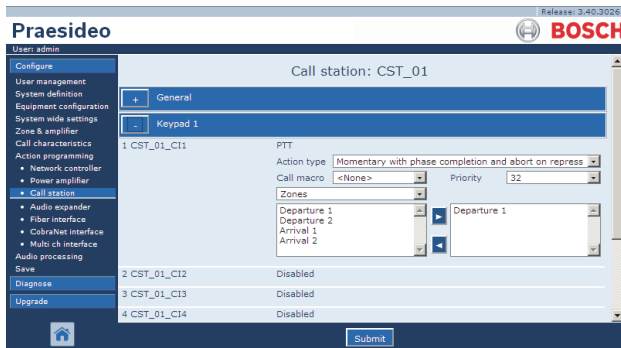 Release: 3.40.3026
Praesideo
BOSCH
User: admin
Configure
User management
System definition
Equipment configuration
System wide settings
Zone & amplifier
Call characteristics
Action programming
• Network controller
• Power amplifier
• Call station
• Audio expander
• Fiber interface
• CobraNet interface
• Multi ch interface
Audio processing
Save
Diagnose
Upgrade
Call station: CST_01
+ General
- Keypad 1
1 CST_01_CI1 PTT
Action type Momentary with phase completion and abort on repress
Call macro <None> Priority 32
Zones
Departure 1
Departure 2
Arrival 1
Arrival 2
Departure 1
2 CST_01_CI2 Disabled
3 CST_01_CI3 Disabled
4 CST_01_CI4 Disabled
Submit